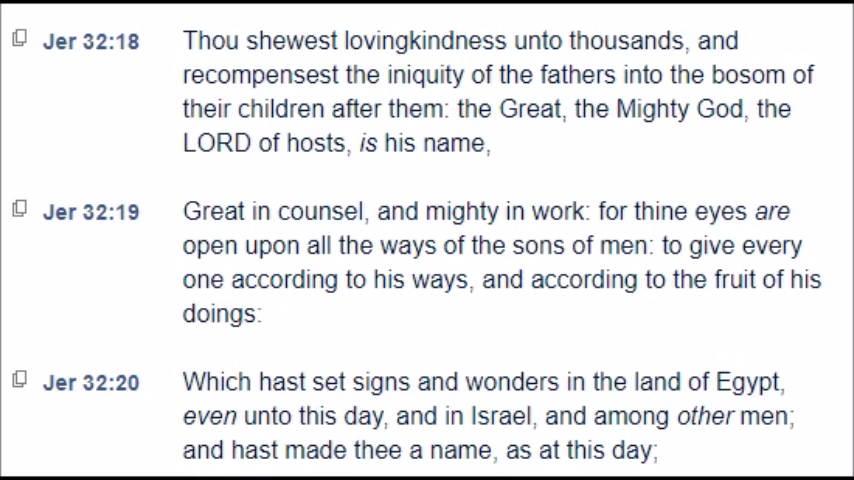 Jer 32:18 Thou shewest lovingkindness unto thousands, and
recompensest the iniquity of the fathers into the bosom of
their children after them: the Great, the Mighty God, the
LORD of hosts, is his name,
Jer 32:19 Great in counsel, and mighty in work: for thine eyes are
open upon all the ways of the sons of men: to give every
one according to his ways, and according to the fruit of his
doings:
Jer 32:20 Which hast set signs and wonders in the land of Egypt,
even unto this day, and in Israel, and among other men;
and hast made thee a name, as at this day;